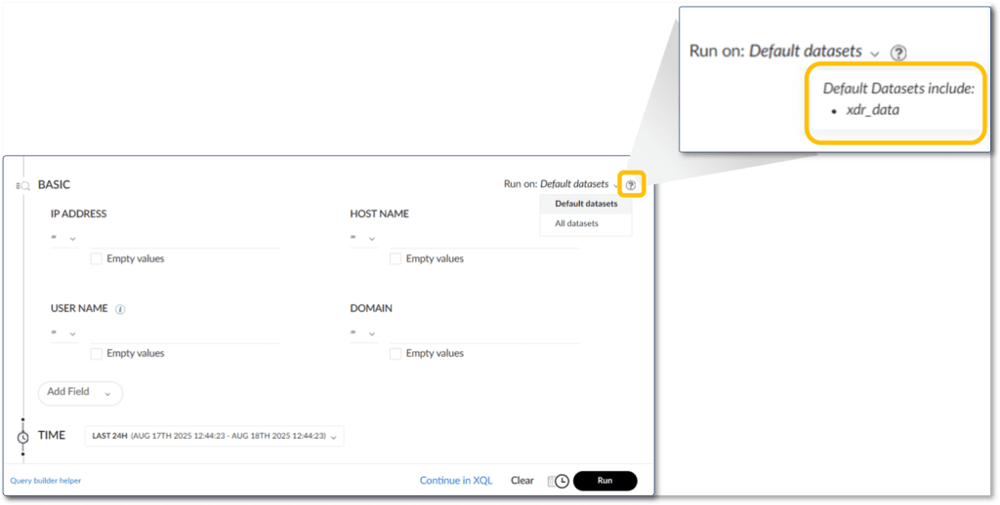 Run on: Default datasets
Default Datasets include:
• xdr_data
BASIC
Run on: Default datasets
Default datasets
All datasets
IP ADDRESS
HOST NAME
=
=
Empty values
Empty values
USER NAME
DOMAIN
=
=
Empty values
Empty values
Add Field
TIME
LAST 24H (AUG 17TH 2025 12:44:23 - AUG 18TH 2025 12:44:23)
Query builder helper
Continue in XQL
Clear
Run